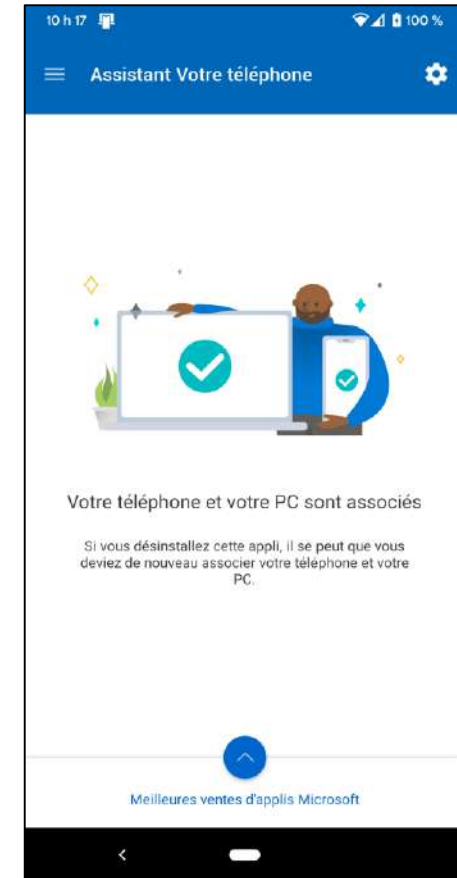 10 h 17 100 %
Assistant Votre téléphone
Votre téléphone et votre PC sont associés
Si vous désinstallez cette appli, il se peut que vous
deviez de nouveau associer votre téléphone et votre
PC.
Meilleures ventes d'applis Microsoft